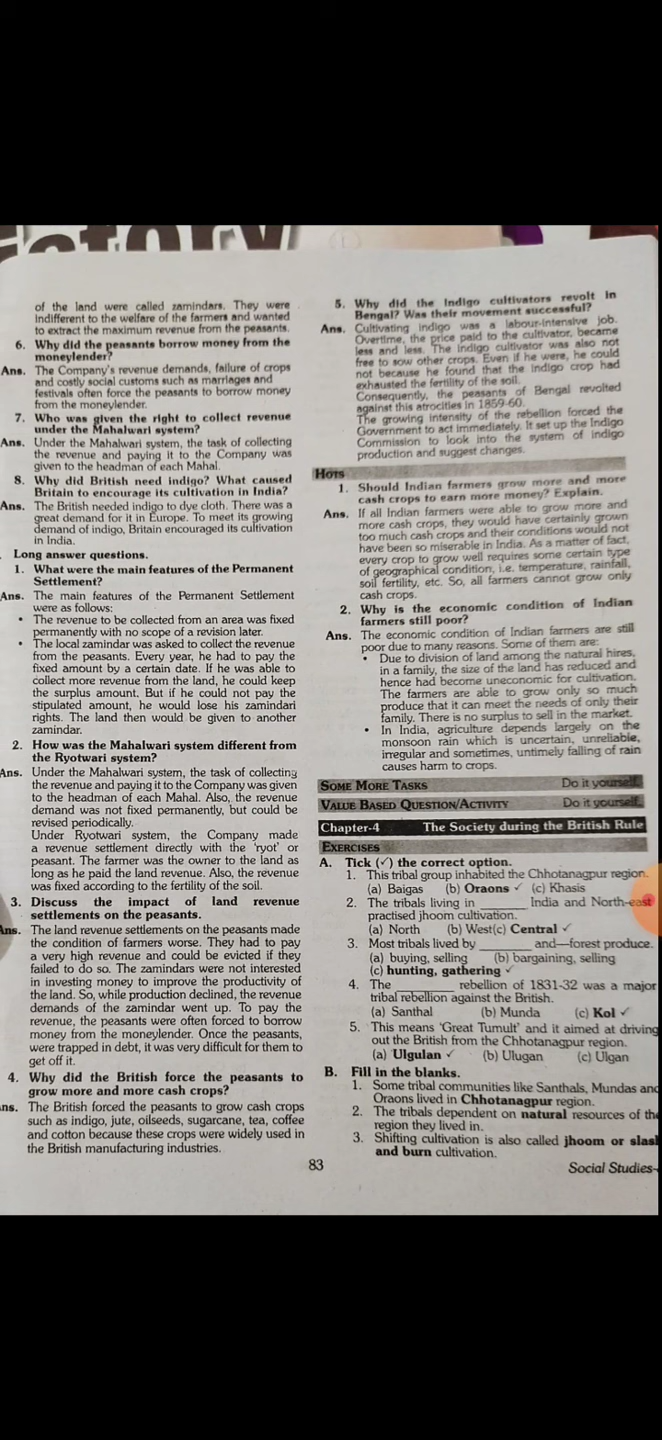 of the land were called zamindars. They were
indifferent to the welfare of the farmers and wanted
to extract the maximum revenue from the peasants.
6. Why did the peasants borrow money from the
moneylender?
Ans. The Company's revenue demands, failure of crops
and costly social customs such as marriages and
festivals often force the peasants to borrow money
from the moneylender.
7. Who was given the right to collect revenue
under the Mahalwari system?
Ans. Under the Mahalwari system, the task of collecting
the revenue and paying it to the Company was
given to the headman of each Mahal.
8. Why did British need indigo? What caused
Britain to encourage its cultivation in India?
Ans. The British needed indigo to dye cloth. There was a
great demand for it in Europe. To meet its growing
demand of indigo, Britain encouraged its cultivation
in India.
Long answer questions.
1. What were the main features of the Permanent
Settlement?
Ans. The main features of the Permanent Settlement
were as follows:
• The revenue to be collected from an area was fixed
permanently with no scope of a revision later.
• The local zamindar was asked to collect the revenue
from the peasants. Every year, he had to pay the
fixed amount by a certain date. If he was able to
collect more revenue from the land, he could keep
the surplus amount. But if he could not pay the
stipulated amount, he would lose his zamindari
rights. The land then would be given to another
zamindar.
2. How was the Mahalwari system different from
the Ryotwari system?
Ans. Under the Mahalwari system, the task of collecting
the revenue and paying it to the Company was given
to the headman of each Mahal. Also, the revenue
demand was not fixed permanently, but could be
revised periodically.
Under Ryotwari system, the Company made
a revenue settlement directly with the 'ryot' or
peasant. The farmer was the owner to the land as
long as he paid the land revenue. Also, the revenue
was fixed according to the fertility of the soil.
3. Discuss the impact of land revenue
settlements on the peasants.
Ans. The land revenue settlements on the peasants made
the condition of farmers worse. They had to pay
a very high revenue and could be evicted if they
failed to do so. The zamindars were not interested
in investing money to improve the productivity of
the land. So, while production declined, the revenue
demands of the zamindar went up. To pay the
revenue, the peasants were often forced to borrow
money from the moneylender. Once the peasants,
were trapped in debt, it was very difficult for them to
get off it.
4. Why did the British force the peasants to
grow more and more cash crops?
ns. The British forced the peasants to grow cash crops
such as indigo, jute, oilseeds, sugarcane, tea, coffee
and cotton because these crops were widely used in
the British manufacturing industries.
5. Why did the Indigo cultivators revolt in
Bengal? Was their movement successful?
Ans. Cultivating indigo was a labour-intensive job.
Overtime, the price paid to the cultivator, became
less and less. The indigo cultivator was also not
free to sow other crops. Even if he were, he could
not because he found that the indigo crop had
exhausted the fertility of the soil.
Consequently, the peasants of Bengal revolted
against this atrocities in 1859-60.
The growing intensity of the rebellion forced the
Government to act immediately. It set up the Indigo
Commission to look into the system of indigo
production and suggest changes.
HOTS
1. Should Indian farmers grow more and more
cash crops to earn more money? Explain.
Ans. If all Indian farmers were able to grow more and
more cash crops, they would have certainly grown
too much cash crops and their conditions would not
have been so miserable in India. As a matter of fact,
every crop to grow well requires some certain type
of geographical condition, i.e. temperature, rainfall,
soil fertility, etc. So, all farmers cannot grow only
cash crops.
2. Why is the economic condition of Indian
farmers still poor?
Ans. The economic condition of Indian farmers are still
poor due to many reasons. Some of them are:
• Due to division of land among the natural hires,
in a family, the size of the land has reduced and
hence had become uneconomic for cultivation.
The farmers are able to grow only so much
produce that it can meet the needs of only their
family. There is no surplus to sell in the market.
• In India, agriculture depends largely on the
monsoon rain which is uncertain, unreliable,
irregular and sometimes, untimely falling of rain
causes harm to crops.
SOME MORE TASKS Do it yourself.
VALUE BASED QUESTION/ACTIVITY Do it yourself.
Chapter-4 The Society during the British Rule
EXERCISES
A. Tick (✓) the correct option.
1. This tribal group inhabited the Chhotanagpur region.
(a) Baigas (b) Oraons ✓ (c) Khasis
2. The tribals living in ______ India and North-east
practised jhoom cultivation.
(a) North (b) West(c) Central ✓
3. Most tribals lived by ______ and—forest produce.
(a) buying, selling (b) bargaining, selling
(c) hunting, gathering ✓
4. The ______ rebellion of 1831-32 was a major
tribal rebellion against the British.
(a) Santhal (b) Munda (c) Kol ✓
5. This means 'Great Tumult' and it aimed at driving
out the British from the Chhotanagpur region.
(a) Ulgulan ✓ (b) Ulugan (c) Ulgan
B. Fill in the blanks.
1. Some tribal communities like Santhals, Mundas and
Oraons lived in Chhotanagpur region.
2. The tribals dependent on natural resources of the
region they lived in.
3. Shifting cultivation is also called jhoom or slash
and burn cultivation.
83
Social Studies-